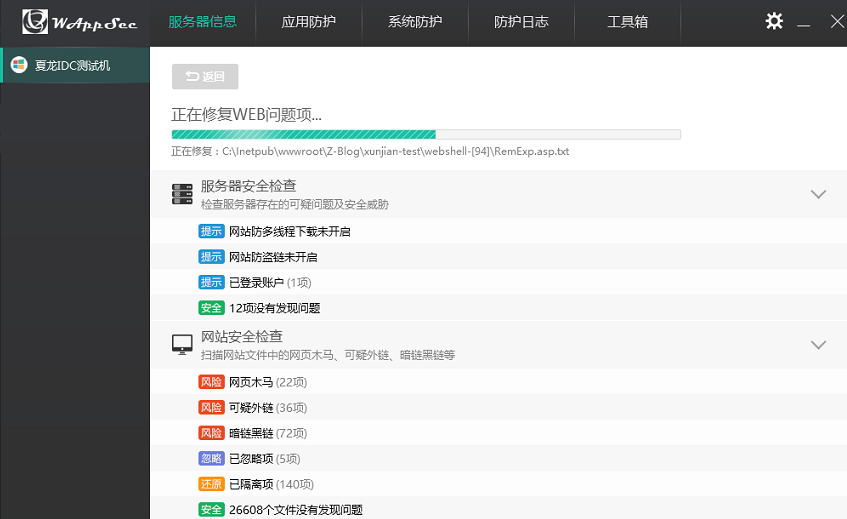 WAppSec 服务器信息 应用防护 系统防护 防护日志 工具箱
夏龙IDC测试机
返回
正在修复WEB问题项...
正在修复：C:\Inetpub\wwwroot\Z-Blog\xunjian-test\webshell-[94]\RemExp.asp.txt
服务器安全检查
检查服务器存在的可疑问题及安全威胁
提示 网站防多线程下载未开启
提示 网站防盗链未开启
提示 已登录账户 (1项)
安全 12项没有发现问题
网站安全检查
扫描网站文件中的网页木马、可疑外链、暗链黑链等
风险 网页木马 (22项)
风险 可疑外链 (36项)
风险 暗链黑链 (72项)
忽略 已忽略项 (5项)
还原 已隔离项 (140项)
安全 26608个文件没有发现问题